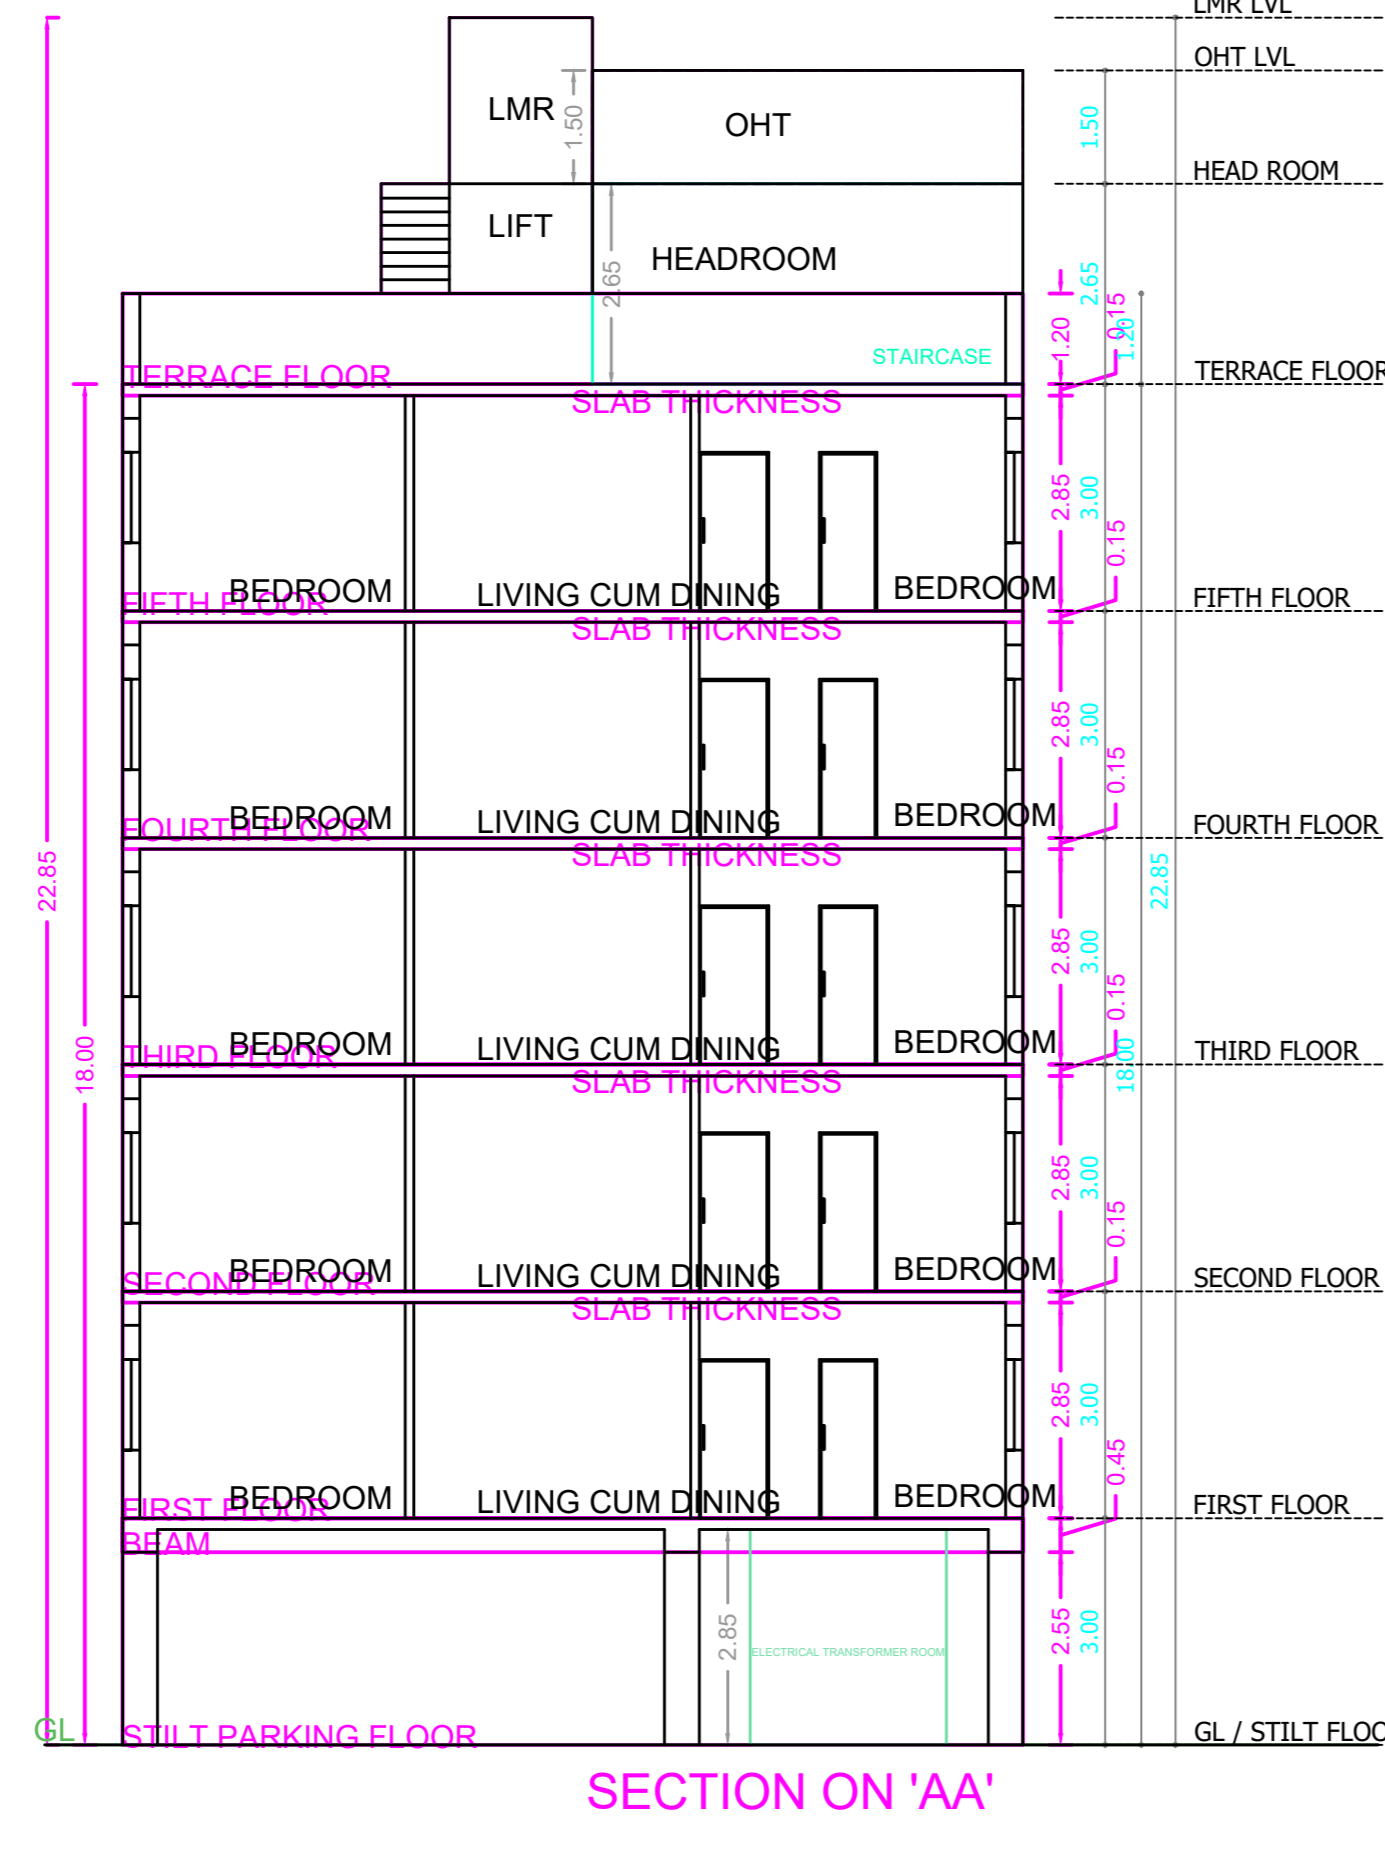 LMR LVL
OHT LVL
LMR
1.50
OHT
1.50
HEAD ROOM
LIFT
HEADROOM
2.65
2.65
1.20
0.15
1.20
STAIRCASE
TERRACE FLOOR
TERRACE FLOOR
SLAB THICKNESS
2.85
3.00
0.15
BEDROOM
LIVING CUM DINING
BEDROOM
FIFTH FLOOR
FIFTH FLOOR
SLAB THICKNESS
2.85
3.00
0.15
BEDROOM
LIVING CUM DINING
BEDROOM
FOURTH FLOOR
FOURTH FLOOR
SLAB THICKNESS
22.85
22.85
2.85
3.00
0.15
BEDROOM
LIVING CUM DINING
BEDROOM
THIRD FLOOR
THIRD FLOOR
18.00
18.00
SLAB THICKNESS
2.85
3.00
0.15
BEDROOM
LIVING CUM DINING
BEDROOM
SECOND FLOOR
SECOND FLOOR
SLAB THICKNESS
2.85
3.00
0.45
BEDROOM
LIVING CUM DINING
BEDROOM
FIRST FLOOR
FIRST FLOOR
BEAM
2.85
ELECTRICAL TRANSFORMER ROOM
2.55
3.00
GL
STILT PARKING FLOOR
GL / STILT FLOO
SECTION ON 'AA'